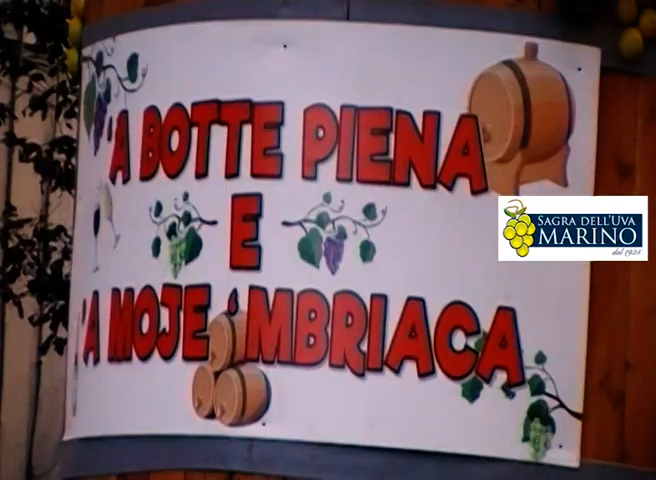 'A BOTTE PIENA
E
'A MOJE 'MBRIACA
SAGRA DELL'UVA
MARINO
dal 1925